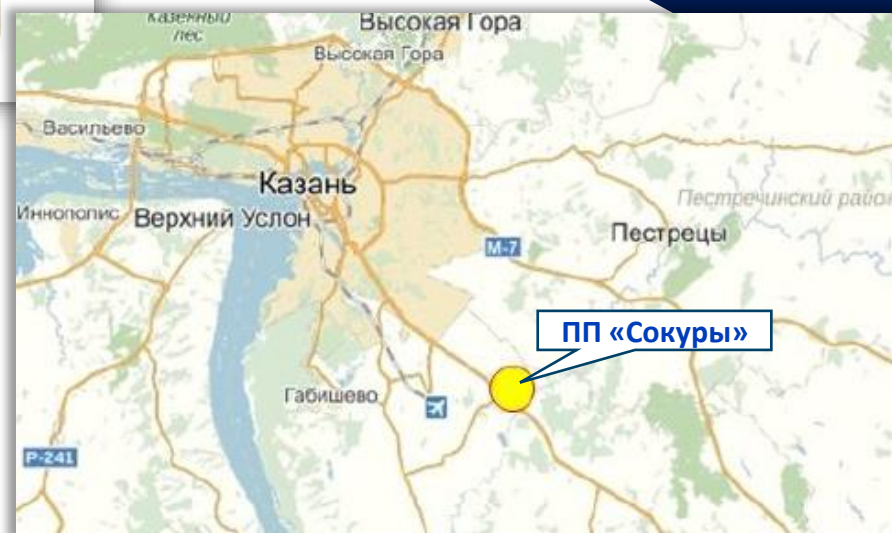 Казенный
лес
Высокая Гора
Высокая Гора
Васильево
Казань
Иннополис
Верхний Услон
Пестречинский район
Пестрецы
М-7
ПП «Сокуры»
Габишево
Р-241